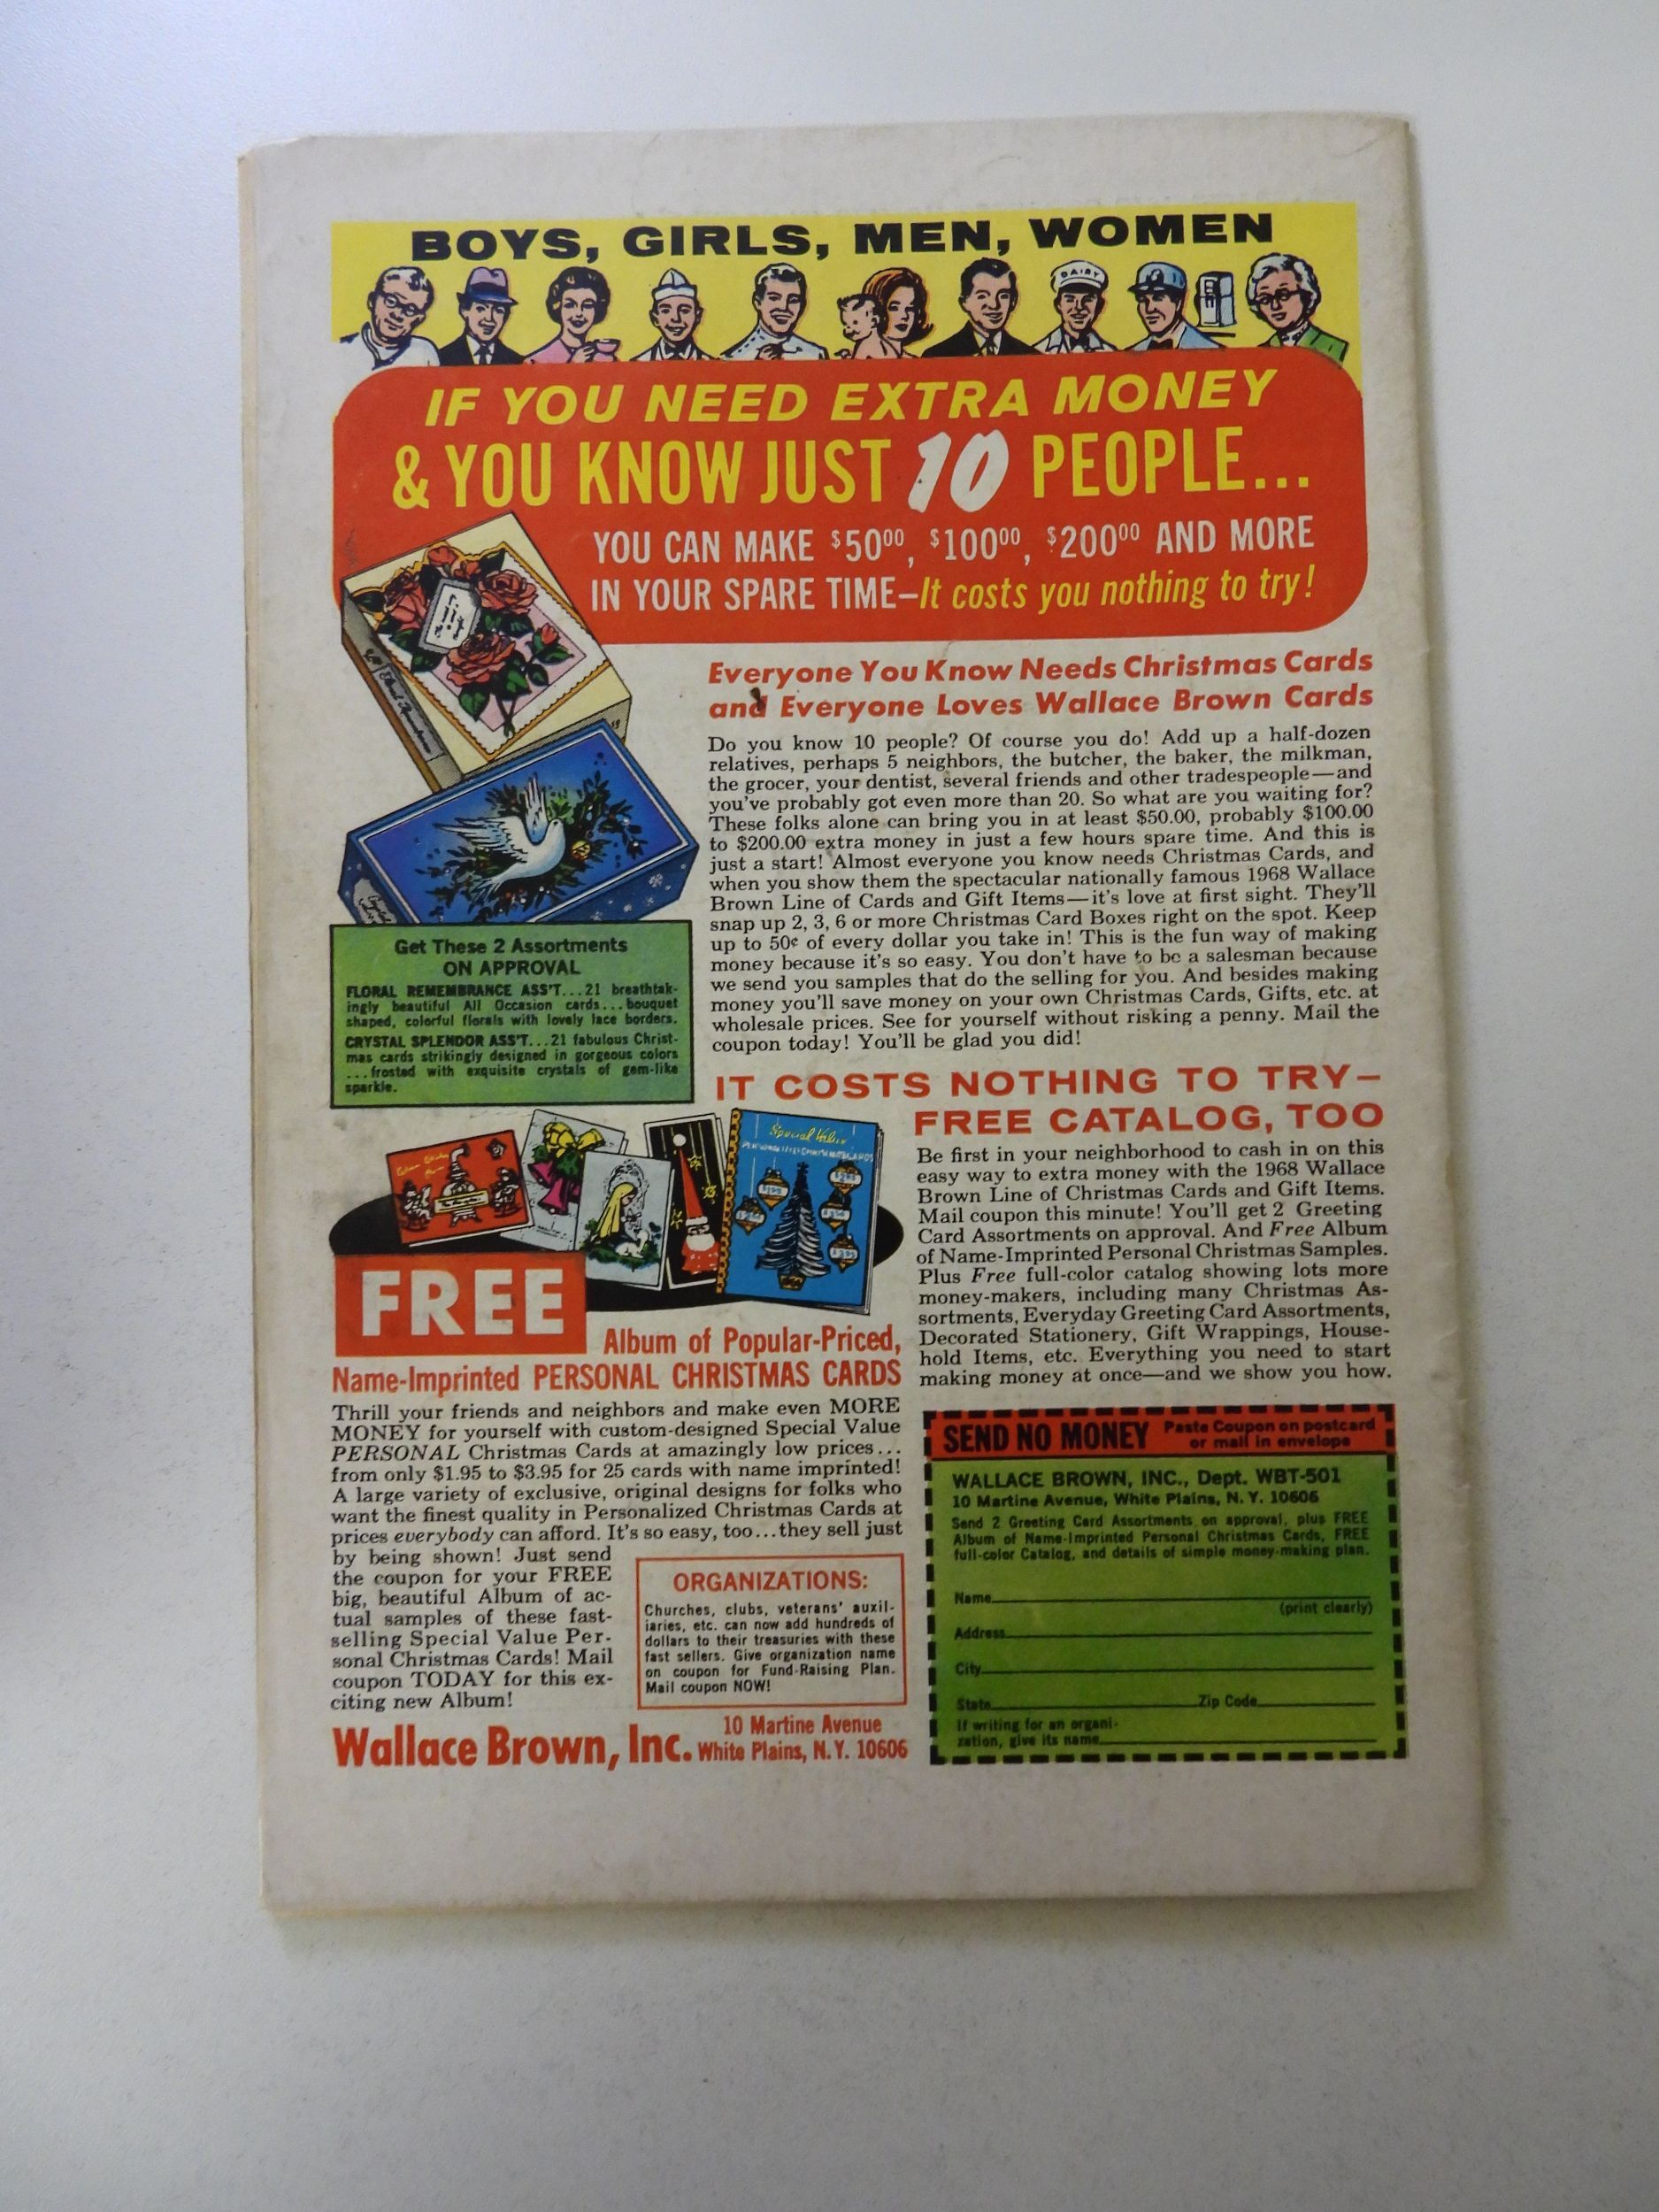 BOYS, GIRLS, MEN, WOMEN
DAIRY
IF YOU NEED EXTRA MONEY
& YOU KNOW JUST 10 PEOPLE...
YOU CAN MAKE $50⁰⁰, $100⁰⁰, $200⁰⁰ AND MORE
IN YOUR SPARE TIME—It costs you nothing to try!
Everyone You Know Needs Christmas Cards
and Everyone Loves Wallace Brown Cards
Do you know 10 people? Of course you do! Add up a half-dozen
relatives, perhaps 5 neighbors, the butcher, the baker, the milkman,
the grocer, your dentist, several friends and other tradespeople—and
you've probably got even more than 20. So what are you waiting for?
These folks alone can bring you in at least $50.00, probably $100.00
to $200.00 extra money in just a few hours spare time. And this is
just a start! Almost everyone you know needs Christmas Cards, and
when you show them the spectacular nationally famous 1968 Wallace
Brown Line of Cards and Gift Items—it's love at first sight. They'll
snap up 2, 3, 6 or more Christmas Card Boxes right on the spot. Keep
up to 50¢ of every dollar you take in! This is the fun way of making
money because it's so easy. You don't have to be a salesman because
we send you samples that do the selling for you. And besides making
money you'll save money on your own Christmas Cards, Gifts, etc. at
wholesale prices. See for yourself without risking a penny. Mail the
coupon today! You'll be glad you did!
Get These 2 Assortments
ON APPROVAL
FLORAL REMEMBRANCE ASS'T...21 breathtak-
ingly beautiful All Occasion cards...bouquet
shaped, colorful florals with lovely lace borders.
CRYSTAL SPLENDOR ASS'T...21 fabulous Christ-
mas cards strikingly designed in gorgeous colors
...frosted with exquisite crystals of gem-like
sparkle.
IT COSTS NOTHING TO TRY—
FREE CATALOG, TOO
Be first in your neighborhood to cash in on this
easy way to extra money with the 1968 Wallace
Brown Line of Christmas Cards and Gift Items.
Mail coupon this minute! You'll get 2 Greeting
Card Assortments on approval. And Free Album
of Name-Imprinted Personal Christmas Samples.
Plus Free full-color catalog showing lots more
money-makers, including many Christmas As-
sortments, Everyday Greeting Card Assortments,
Decorated Stationery, Gift Wrappings, House-
hold Items, etc. Everything you need to start
making money at once—and we show you how.
Special Value
FREE
Album of Popular-Priced,
Name-Imprinted PERSONAL CHRISTMAS CARDS
Thrill your friends and neighbors and make even MORE
MONEY for yourself with custom-designed Special Value
PERSONAL Christmas Cards at amazingly low prices...
from only $1.95 to $3.95 for 25 cards with name imprinted!
A large variety of exclusive, original designs for folks who
want the finest quality in Personalized Christmas Cards at
prices everybody can afford. It's so easy, too...they sell just
by being shown! Just send
the coupon for your FREE
big, beautiful Album of ac-
tual samples of these fast-
selling Special Value Per-
sonal Christmas Cards! Mail
coupon TODAY for this ex-
citing new Album!
ORGANIZATIONS:
Churches, clubs, veterans' auxil-
iaries, etc. can now add hundreds of
dollars to their treasuries with these
fast sellers. Give organization name
on coupon for Fund-Raising Plan.
Mail coupon NOW!
Wallace Brown, Inc. 10 Martine Avenue
White Plains, N.Y. 10606
SEND NO MONEY Paste Coupon on postcard
or mail in envelope
WALLACE BROWN, INC., Dept. WBT-501
10 Martine Avenue, White Plains, N.Y. 10606
Send 2 Greeting Card Assortments on approval, plus FREE
Album of Name-Imprinted Personal Christmas Cards, FREE
full-color Catalog, and details of simple money-making plan.
Name
(print clearly)
Address
City
State Zip Code
If writing for an organi-
zation, give its name